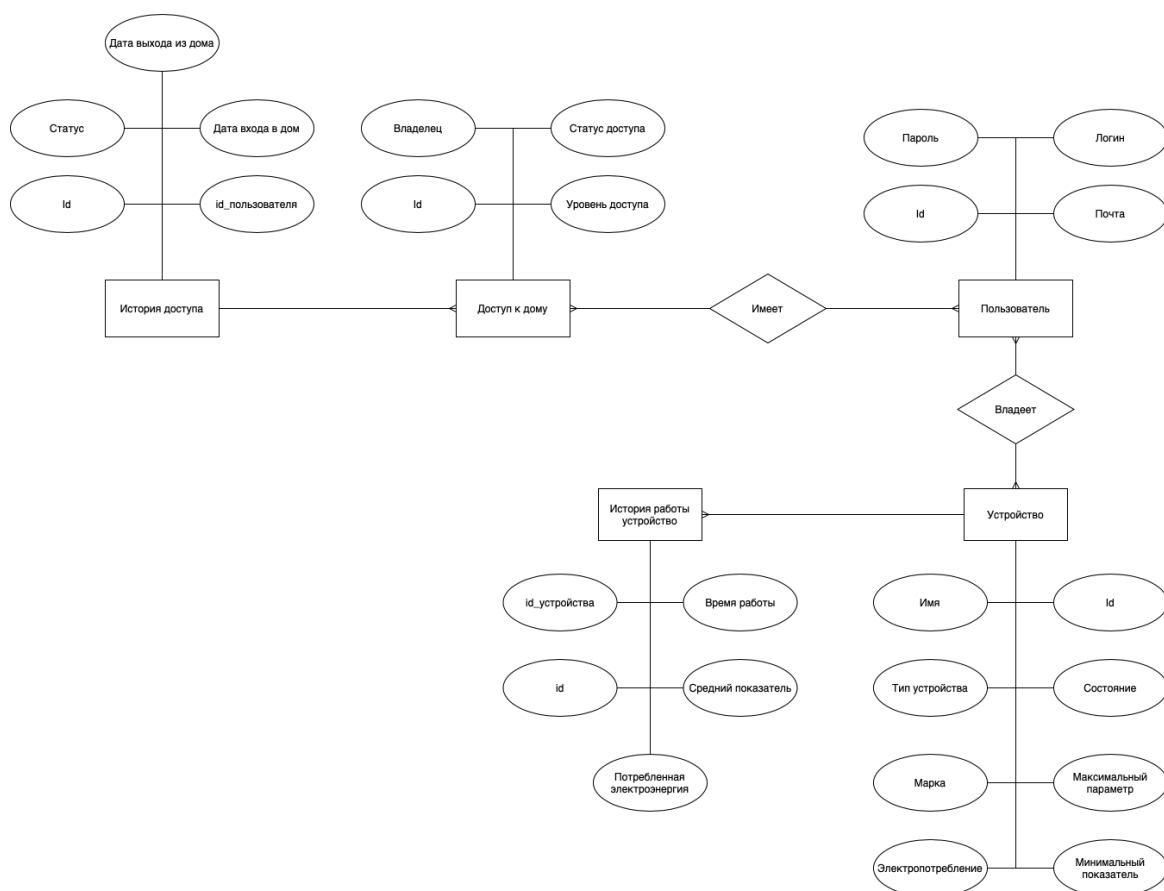 Дата выхода из дома
Статус
Дата входа в дом
Владелец
Статус доступа
Пароль
Логин
Id
id_пользователя
Id
Уровень доступа
Id
Почта
История доступа
Доступ к дому
Имеет
Пользователь
Владеет
История работы
устройство
Устройство
id_устройства
Время работы
Имя
Id
id
Средний показатель
Тип устройства
Состояние
Потребленная
электроэнергия
Марка
Максимальный
параметр
Электропотребление
Минимальный
показатель